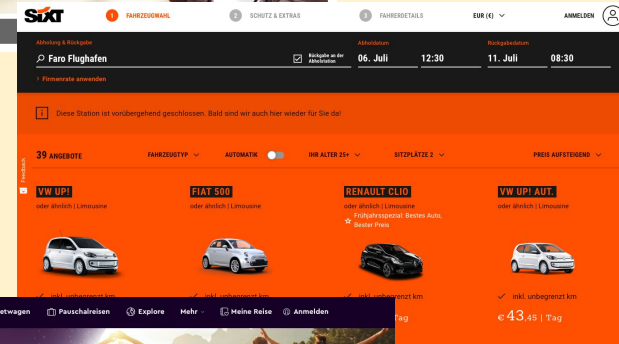 SIXT
1 FAHRZEUGWAHL
2 SCHUTZ & EXTRAS
3 FAHRERDETAILS
EUR (€)
ANMELDEN
Abholung & Rückgabe
Abholdatum
Rückgabedatum
Faro Flughafen
Rückgabe an der
Abholstation
06. Juli
12:30
11. Juli
08:30
Firmenrate anwenden
Diese Station ist vorübergehend geschlossen. Bald sind wir auch hier wieder für Sie da!
39 ANGEBOTE
FAHRZEUGTYP
AUTOMATIK
IHR ALTER 25+
SITZPLÄTZE 2
PREIS AUFSTEIGEND
Feedback
VW UP!
oder ähnlich | Limousine
FIAT 500
oder ähnlich | Limousine
RENAULT CLIO
oder ähnlich | Limousine
Frühjahrsspezial: Bestes Auto,
Bester Preis
VW UP! AUT.
oder ähnlich | Limousine
inkl. unbegrenzt km
inkl. unbegrenzt km
inkl. unbegrenzt km
inkl. unbegrenzt km
Tag
€ 43,45 | Tag
etwagen
Pauschalreisen
Explore
Mehr
Meine Reise
Anmelden